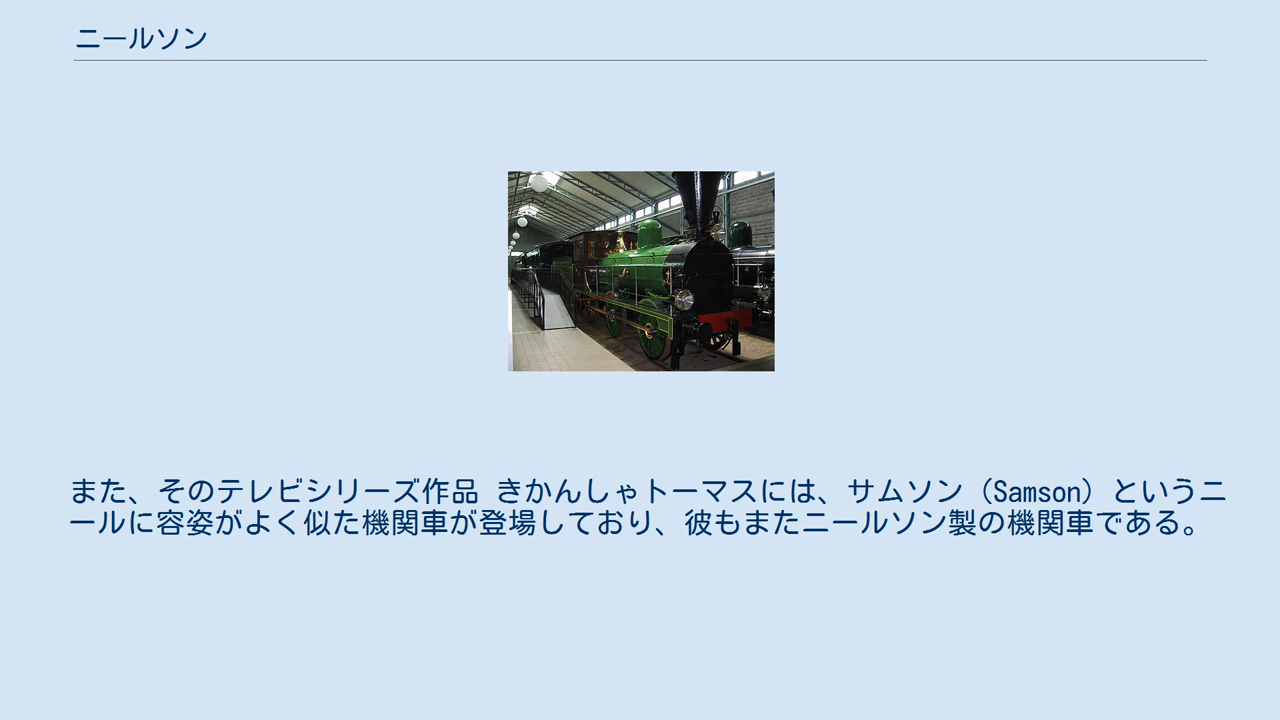 ニールソン
また、そのテレビシリーズ作品 きかんしゃトーマスには、サムソン（Samson）というニ
ールに容姿がよく似た機関車が登場しており、彼もまたニールソン製の機関車である。